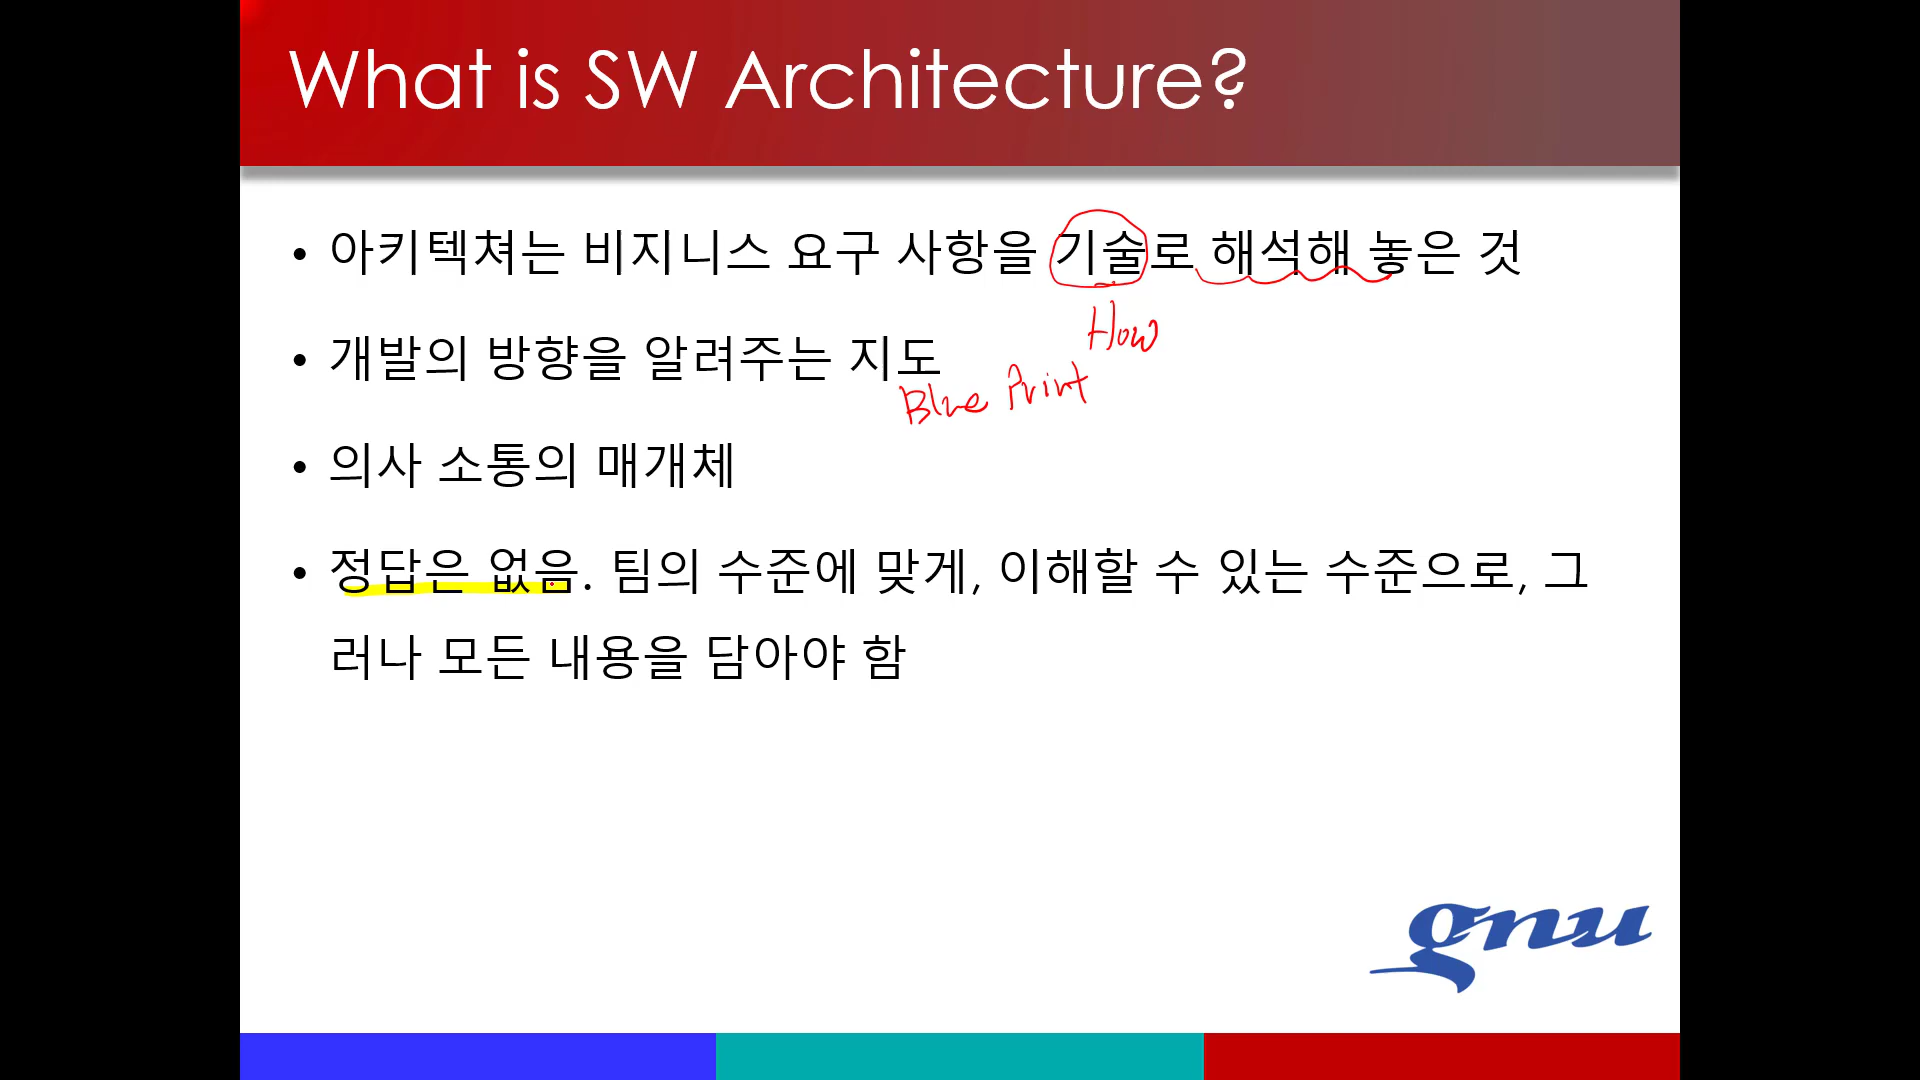 What is SW Architecture?
• 아키텍쳐는 비지니스 요구 사항을 기술로 해석해 놓은 것
How
• 개발의 방향을 알려주는 지도
Blue Print
• 의사 소통의 매개체
• 정답은 없음. 팀의 수준에 맞게, 이해할 수 있는 수준으로, 그
러나 모든 내용을 담아야 함
gnu